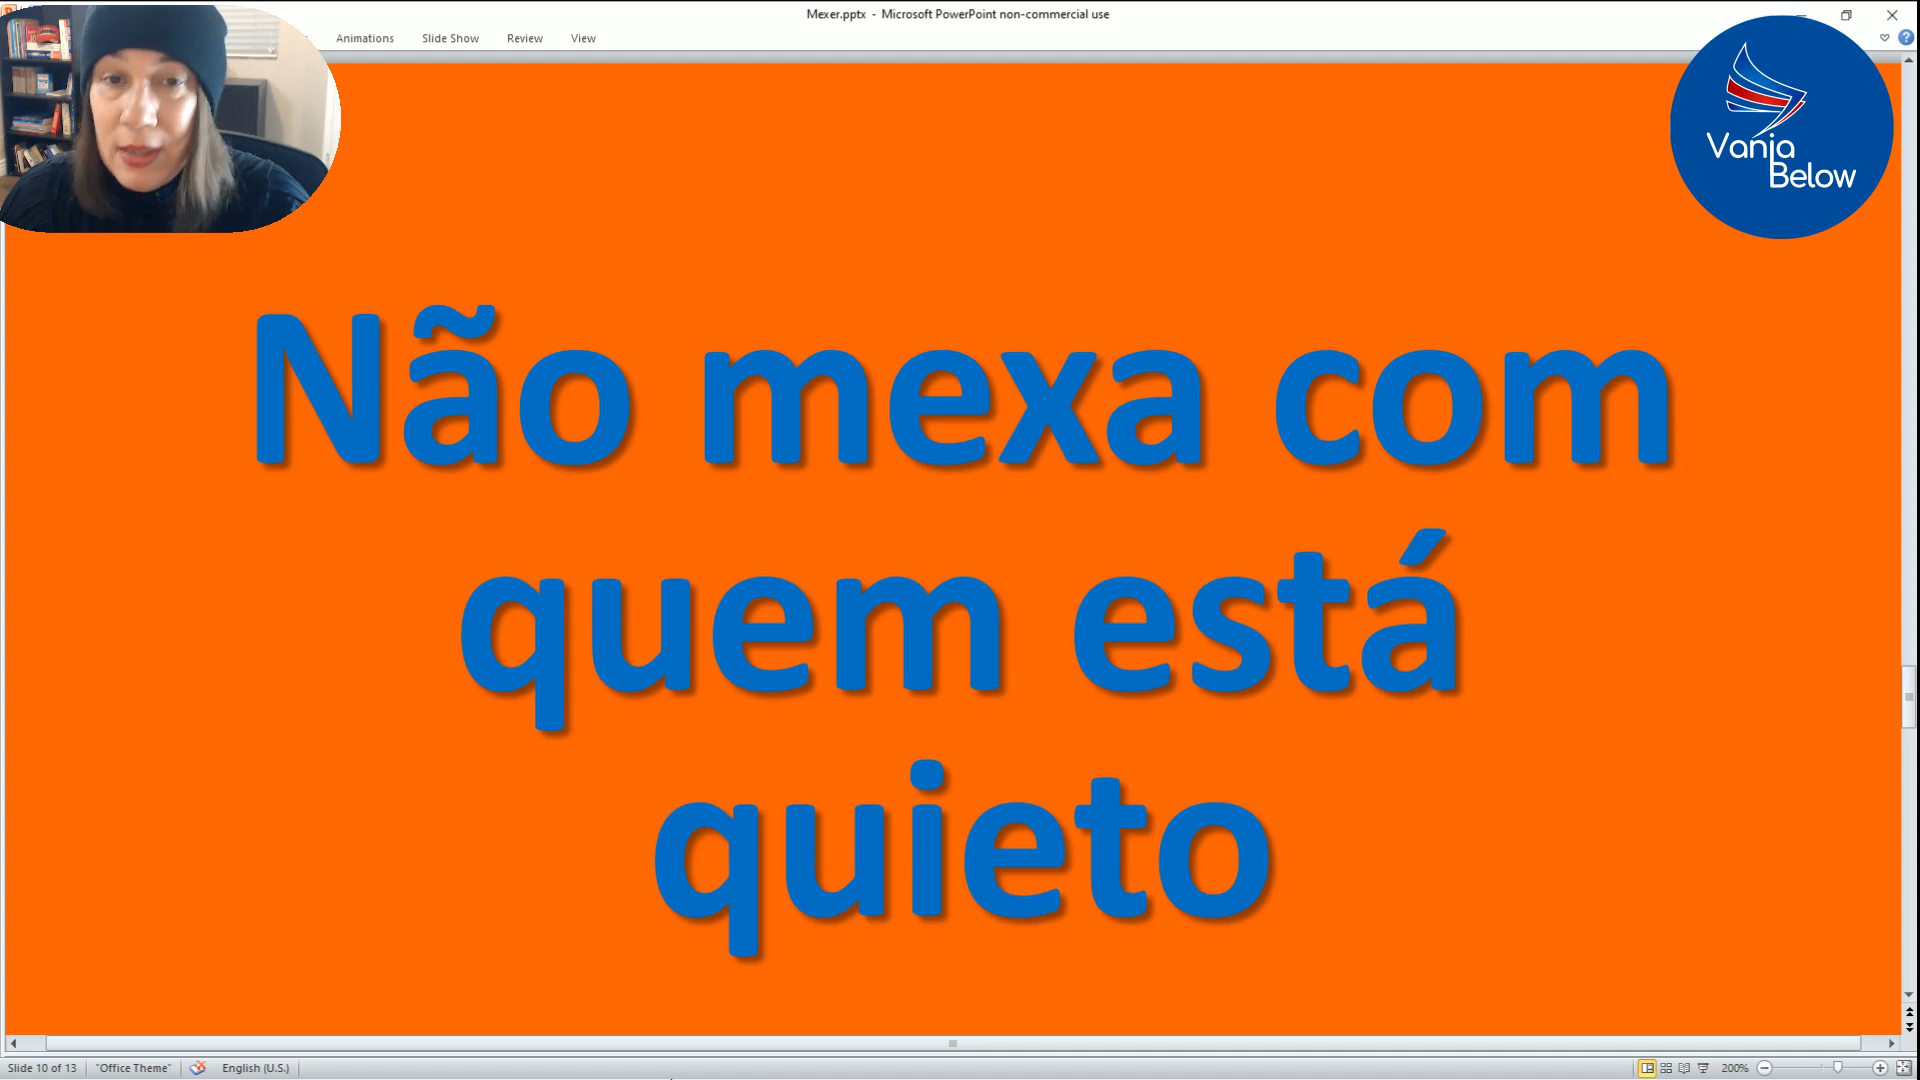 Mexer.pptx - Microsoft PowerPoint non-commercial use
Animations Slide Show Review View
Vania
Below
Não mexa com
quem está
quieto
Slide 10 of 13 "Office Theme" English (U.S.) 200%